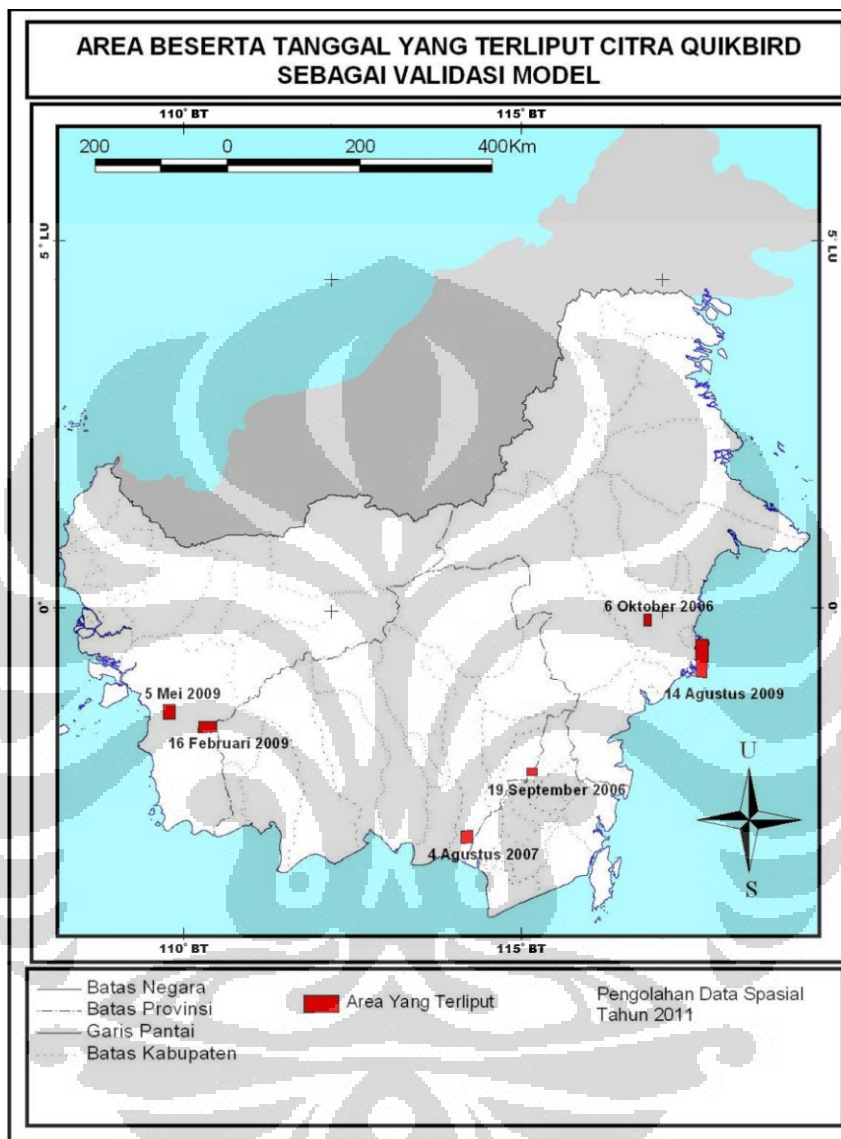 AREA BESERTA TANGGAL YANG TERLIPUT CITRA QUIKBIRD
SEBAGAI VALIDASI MODEL
110° BT
115° BT
200 0 200 400Km
5° LU
5° LU
0°
0°
6 Oktober 2006
14 Agustus 2009
5 Mei 2009
16 Februari 2009
19 September 2006
4 Agustus 2007
U
S
110° BT
115° BT
Batas Negara
Batas Provinsi
Garis Pantai
Batas Kabupaten
Area Yang Terliput
Pengolahan Data Spasial
Tahun 2011